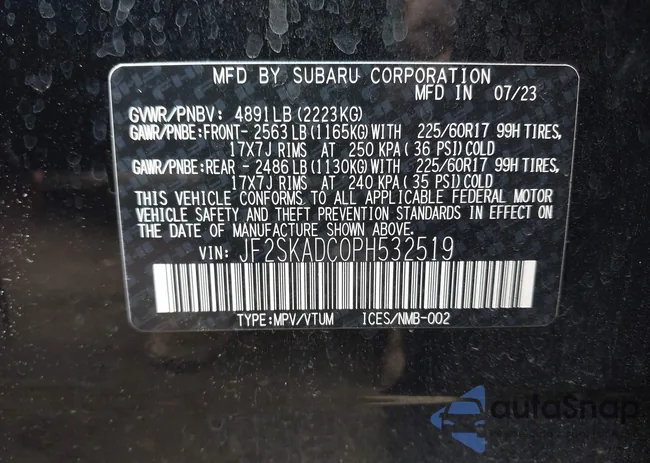 MFD BY SUBARU CORPORATION
MFD IN 07/23
GVWR/PNBV: 4891LB(2223KG)
GAWR/PNBE:FRONT- 2563LB(1165KG)WITH 225/60R17 99H TIRES,
17X7J RIMS AT 250 KPA(36 PSI)COLD
GAWR/PNBE:REAR - 2486LB(1130KG)WITH 225/60R17 99H TIRES,
17X7J RIMS AT 240 KPA(35 PSI)COLD
THIS VEHICLE CONFORMS TO ALL APPLICABLE FEDERAL MOTOR
VEHICLE SAFETY AND THEFT PREVENTION STANDARDS IN EFFECT ON
THE DATE OF MANUFACTURE SHOWN ABOVE.
VIN: JF2SKADC0PH532519
TYPE:MPV/VTUM ICES/NMB-002
autoSnap